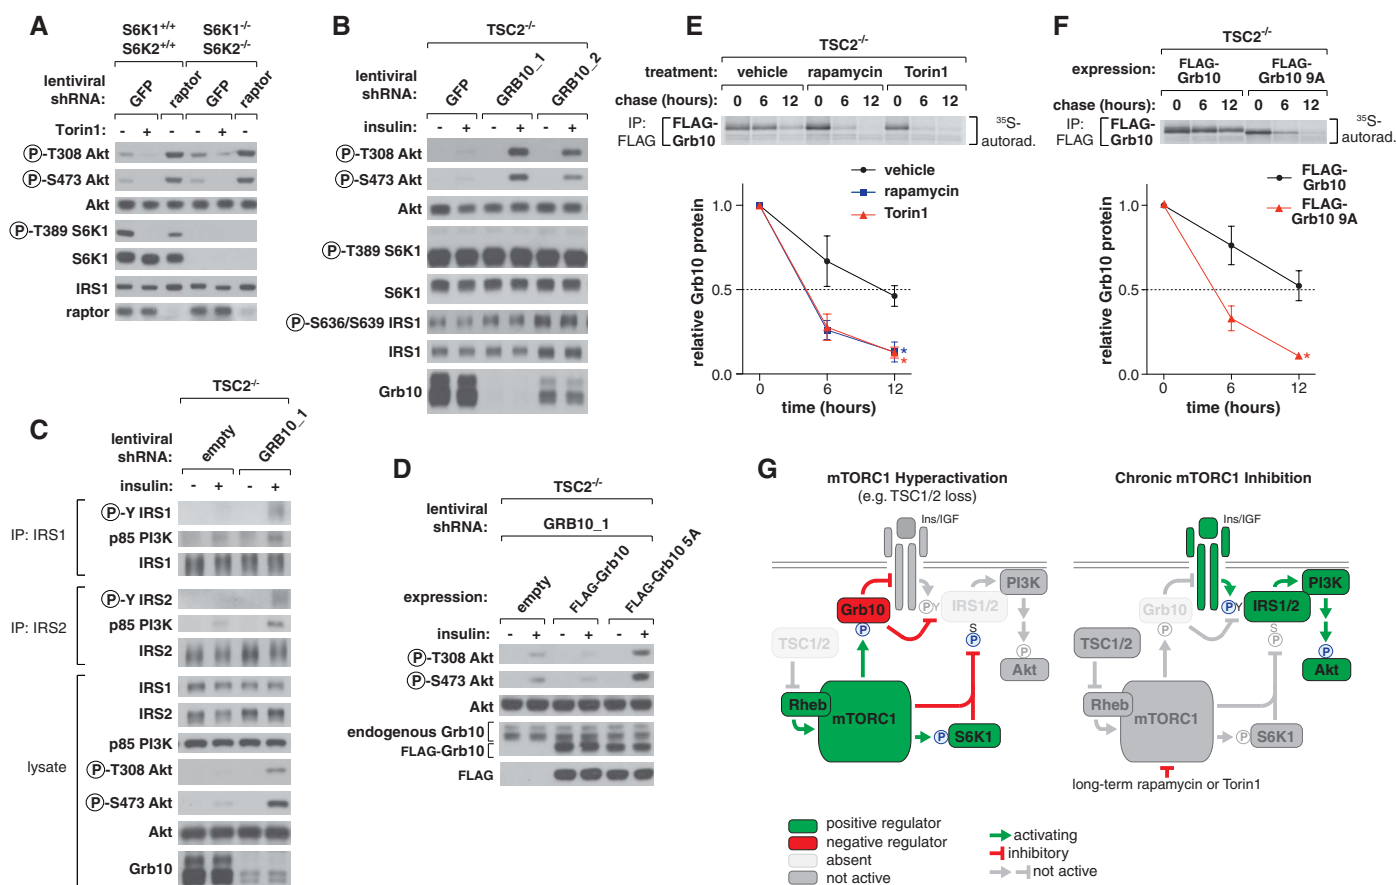 A
S6K1+/+ S6K1-/-
S6K2+/+ S6K2-/-
lentiviral
shRNA:
GFP
raptor
GFP
raptor
Torin1: - + - - + -
P-T308 Akt
P-S473 Akt
Akt
P-T389 S6K1
S6K1
IRS1
raptor
B
TSC2-/-
lentiviral
shRNA:
GFP
GRB10_1
GRB10_2
insulin: - + - + - +
P-T308 Akt
P-S473 Akt
Akt
P-T389 S6K1
S6K1
P-S636/S639 IRS1
IRS1
Grb10
C
TSC2-/-
lentiviral
shRNA:
empty
GRB10_1
insulin: - + - +
IP: IRS1
P-Y IRS1
p85 PI3K
IRS1
IP: IRS2
P-Y IRS2
p85 PI3K
IRS2
lysate
IRS1
IRS2
p85 PI3K
P-T308 Akt
P-S473 Akt
Akt
Grb10
D
TSC2-/-
lentiviral
shRNA:
GRB10_1
expression:
empty
FLAG-Grb10
FLAG-Grb10 5A
insulin: - + - + - +
P-T308 Akt
P-S473 Akt
Akt
endogenous Grb10
FLAG-Grb10
FLAG
E
TSC2-/-
treatment: vehicle rapamycin Torin1
chase (hours): 0 6 12 0 6 12 0 6 12
IP:
FLAG
FLAG-
Grb10
35S-
autorad.
vehicle
rapamycin
Torin1
relative Grb10 protein
1.0
0.5
0.0
*
*
0 6 12
time (hours)
F
TSC2-/-
expression:
FLAG-
Grb10
FLAG-
Grb10 9A
chase (hours): 0 6 12 0 6 12
IP:
FLAG
FLAG-
Grb10
35S-
autorad.
FLAG-
Grb10
FLAG-
Grb10 9A
relative Grb10 protein
1.0
0.5
0.0
*
0 6 12
time (hours)
G
mTORC1 Hyperactivation
(e.g. TSC1/2 loss)
Ins/IGF
PI3K
Grb10
PY
IRS1/2
P
S
P
P
TSC1/2
Akt
Rheb
mTORC1
P
S6K1
Chronic mTORC1 Inhibition
Ins/IGF
PI3K
Grb10
PY
IRS1/2
P
S
P
P
TSC1/2
Akt
Rheb
mTORC1
P
S6K1
long-term rapamycin or Torin1
positive regulator
negative regulator
absent
not active
activating
inhibitory
not active